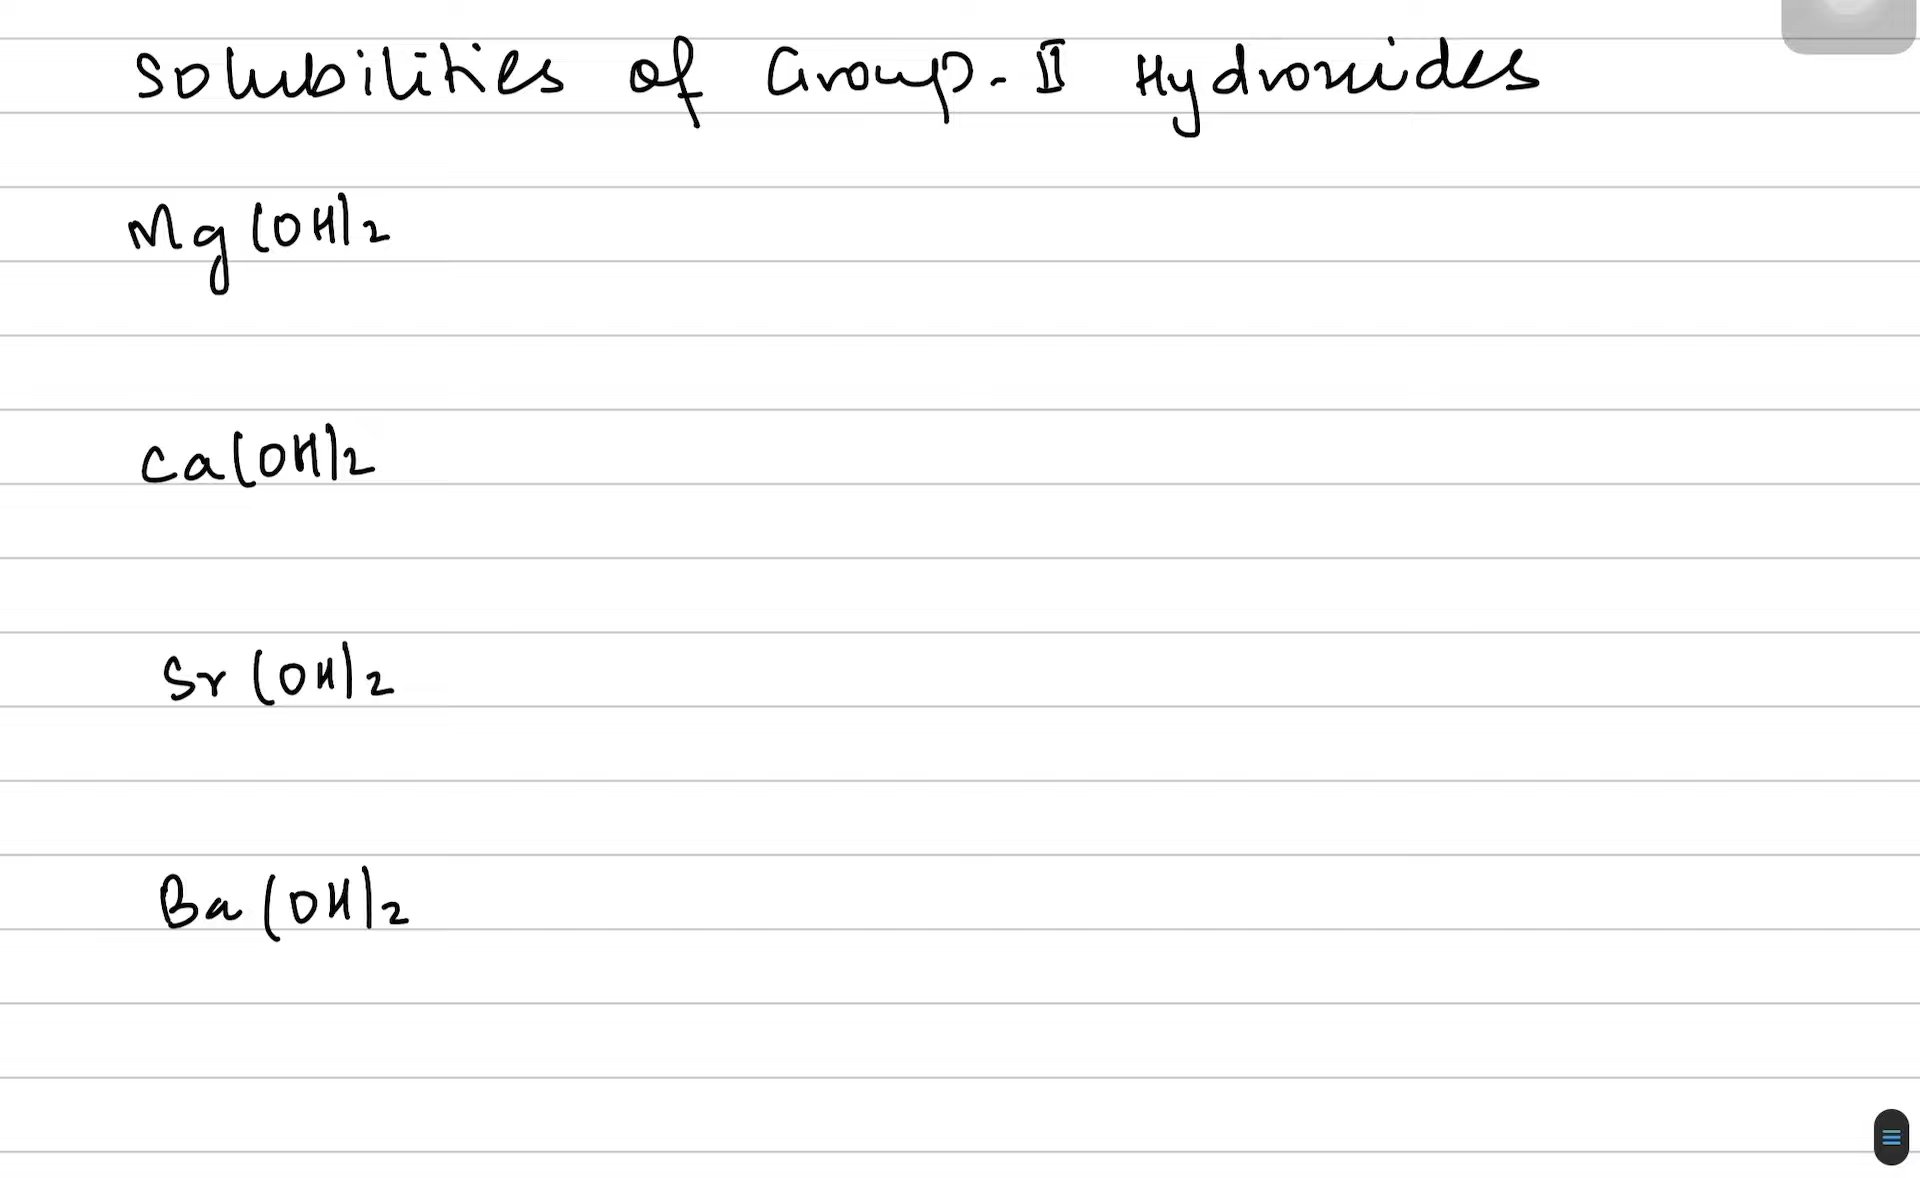 Solubilities of Group-II Hydroxides
Mg(OH)2
Ca(OH)2
Sr(OH)2
Ba(OH)2